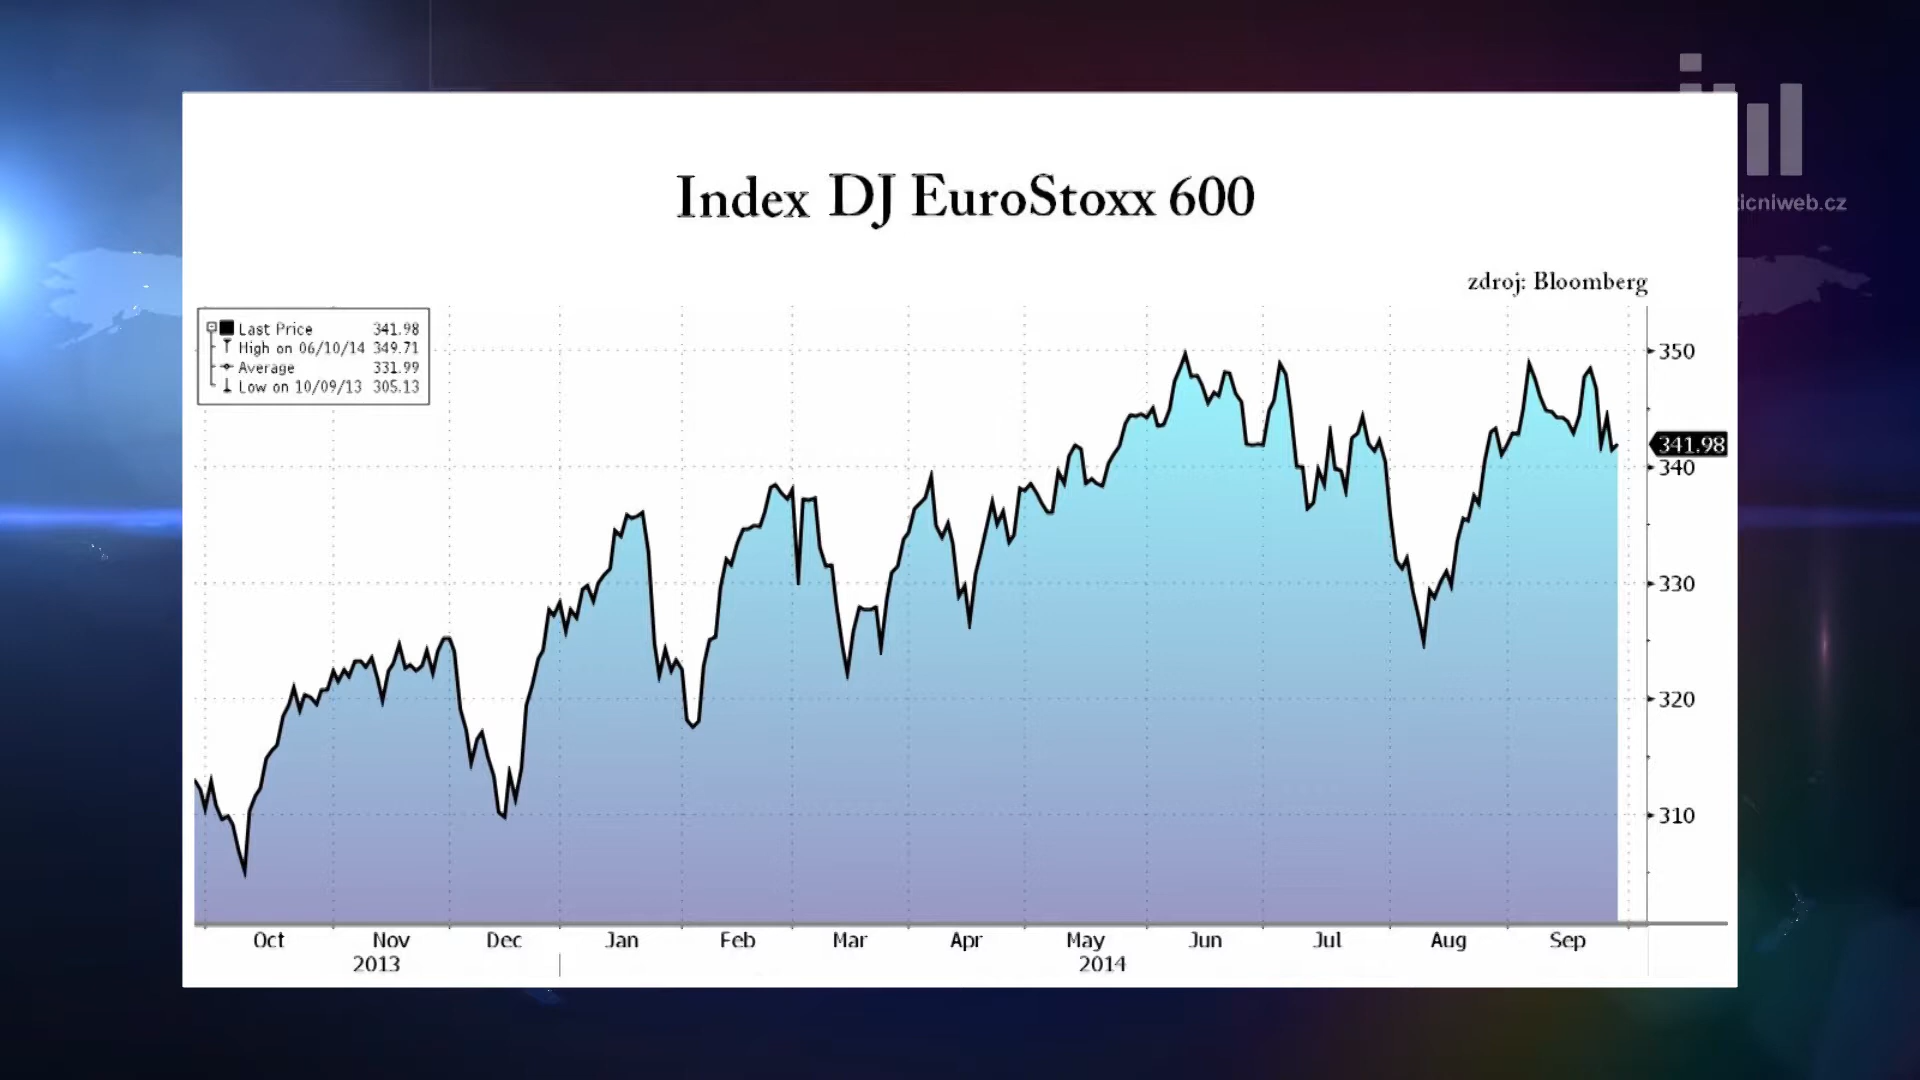 Index DJ EuroStoxx 600
icniweb.cz
zdroj: Bloomberg
Last Price 341.98
High on 06/10/14 349.71
Average 331.99
Low on 10/09/13 305.13
350
341.98
340
330
320
310
Oct Nov Dec Jan Feb Mar Apr May Jun Jul Aug Sep
2013 2014